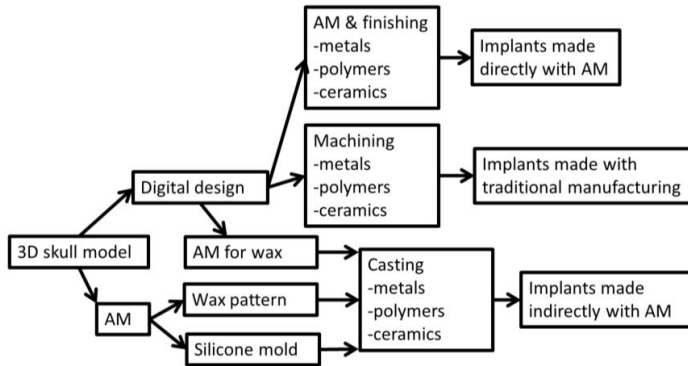 AM & finishing
-metals
-polymers
-ceramics
Implants made
directly with AM
Machining
-metals
-polymers
-ceramics
Implants made with
traditional manufacturing
Digital design
3D skull model
AM for wax
Casting
-metals
-polymers
-ceramics
Implants made
indirectly with AM
Wax pattern
AM
Silicone mold